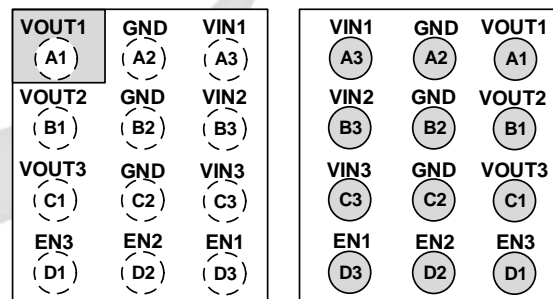 VOUT1 GND VIN1
A1 A2 A3
VOUT2 GND VIN2
B1 B2 B3
VOUT3 GND VIN3
C1 C2 C3
EN3 EN2 EN1
D1 D2 D3
VIN1 GND VOUT1
A3 A2 A1
VIN2 GND VOUT2
B3 B2 B1
VIN3 GND VOUT3
C3 C2 C1
EN1 EN2 EN3
D3 D2 D1